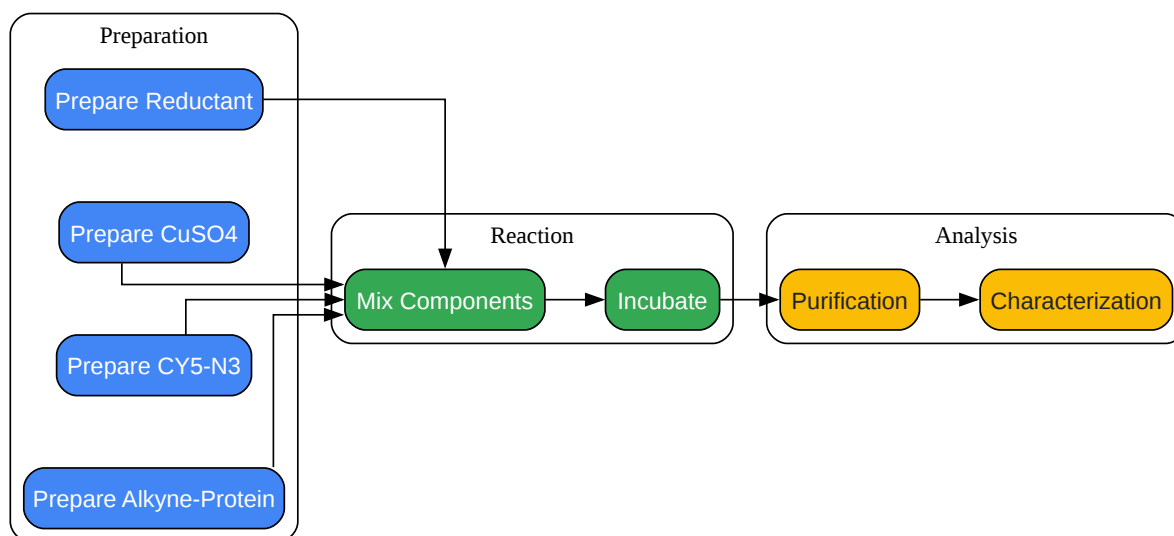 Preparation
Prepare Reductant
Prepare CuSO4
Prepare CY5-N3
Prepare Alkyne-Protein
Reaction
Mix Components
Incubate
Analysis
Purification
Characterization